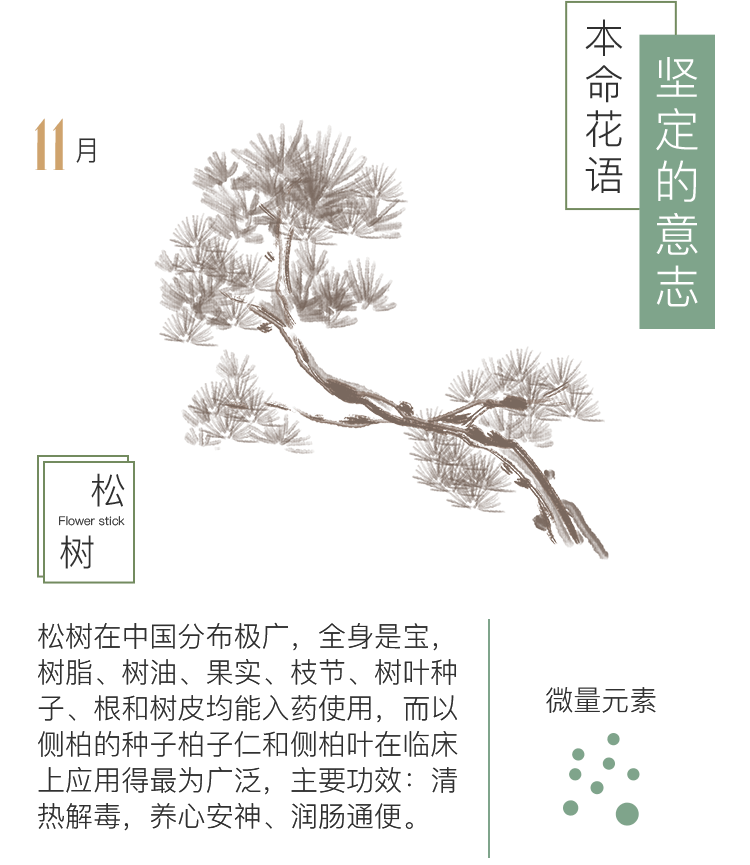 本命花语
坚定的意志
11月
松
Flower stick
树
松树在中国分布极广，全身是宝，
树脂、树油、果实、枝节、树叶种
子、根和树皮均能入药使用，而以
侧柏的种子柏子仁和侧柏叶在临床
上应用得最为广泛，主要功效：清
热解毒，养心安神、润肠通便。
微量元素